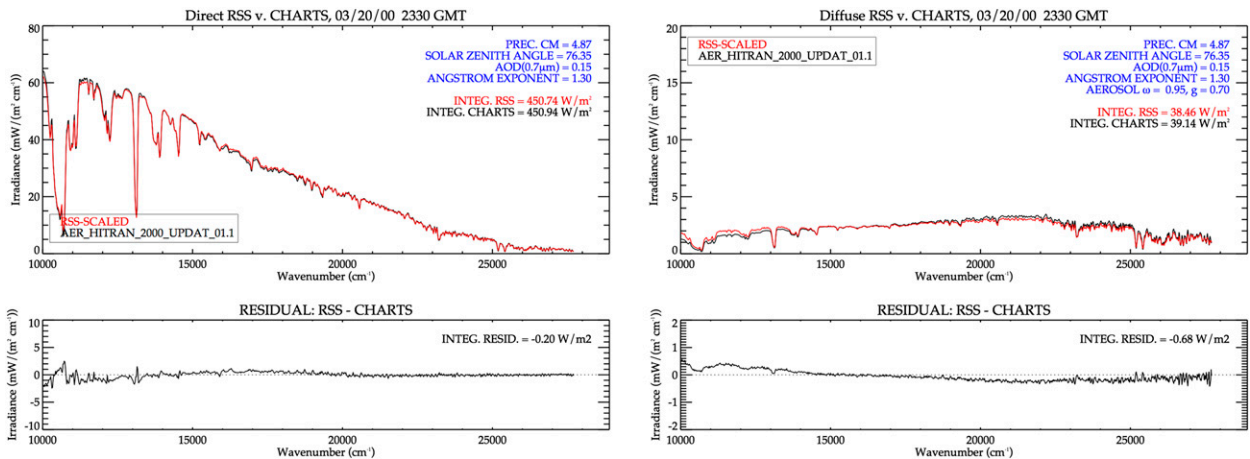 Direct RSS v. CHARTS, 03/20/00 2330 GMT
80
60
40
20
0
Irradiance (mW/(m² cm⁻¹))
PREC. CM = 4.87
SOLAR ZENITH ANGLE = 76.35
AOD(0.7μm) = 0.15
ANGSTROM EXPONENT = 1.30
INTEG. RSS = 450.74 W/m²
INTEG. CHARTS = 450.94 W/m²
RSS-SCALED
AER_HITRAN_2000_UPDAT_01.1
10000 15000 20000 25000
Wavenumber (cm⁻¹)
Diffuse RSS v. CHARTS, 03/20/00 2330 GMT
20
15
10
5
0
Irradiance (mW/(m² cm⁻¹))
RSS-SCALED
AER_HITRAN_2000_UPDAT_01.1
PREC. CM = 4.87
SOLAR ZENITH ANGLE = 76.35
AOD(0.7μm) = 0.15
ANGSTROM EXPONENT = 1.30
AEROSOL ω = 0.95, g = 0.70
INTEG. RSS = 38.46 W/m²
INTEG. CHARTS = 39.14 W/m²
10000 15000 20000 25000
Wavenumber (cm⁻¹)
RESIDUAL: RSS - CHARTS
10
5
0
-5
-10
Irradiance (mW/(m² cm⁻¹))
INTEG. RESID. = -0.20 W/m2
10000 15000 20000 25000
Wavenumber (cm⁻¹)
RESIDUAL: RSS - CHARTS
2
1
0
-1
-2
Irradiance (mW/(m² cm⁻¹))
INTEG. RESID. = -0.68 W/m2
10000 15000 20000 25000
Wavenumber (cm⁻¹)